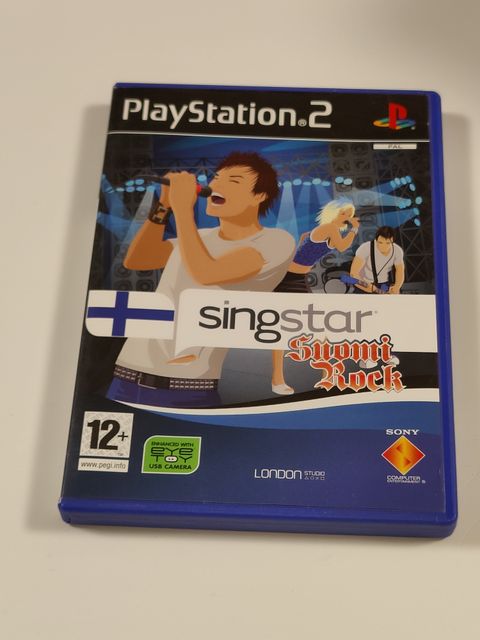 PlayStation®2
PAL
singstar®
Suomi
Rock
12+
www.pegi.info
ENHANCED WITH
EYE
TOY
USB CAMERA
LONDON STUDIO
SONY
COMPUTER
ENTERTAINMENT ®